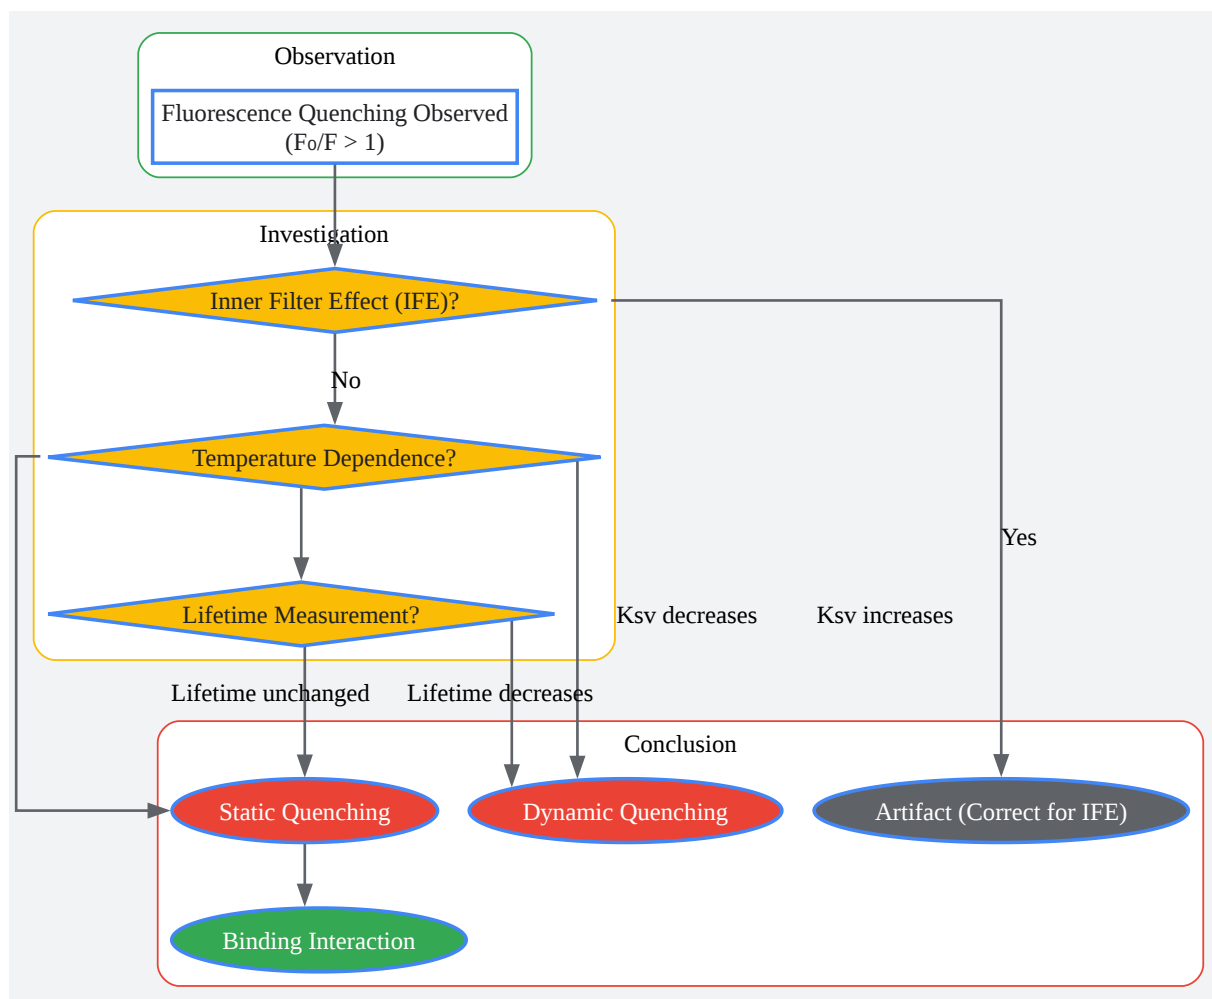 Observation
Fluorescence Quenching Observed
(F₀/F > 1)
Investigation
Inner Filter Effect (IFE)?
No
Temperature Dependence?
Yes
Lifetime Measurement?
Ksv decreases
Ksv increases
Lifetime unchanged
Lifetime decreases
Conclusion
Static Quenching
Dynamic Quenching
Artifact (Correct for IFE)
Binding Interaction